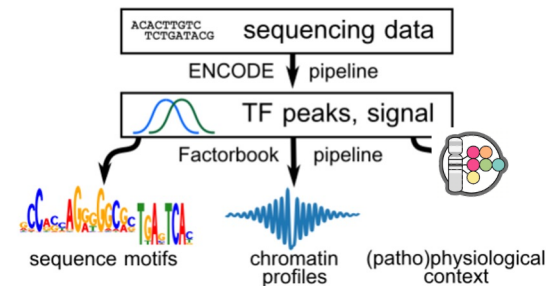 ACACTTGTC
TCTGATACG
sequencing data
ENCODE pipeline
TF peaks, signal
Factorbook pipeline
sequence motifs
chromatin
profiles
(patho)physiological
context